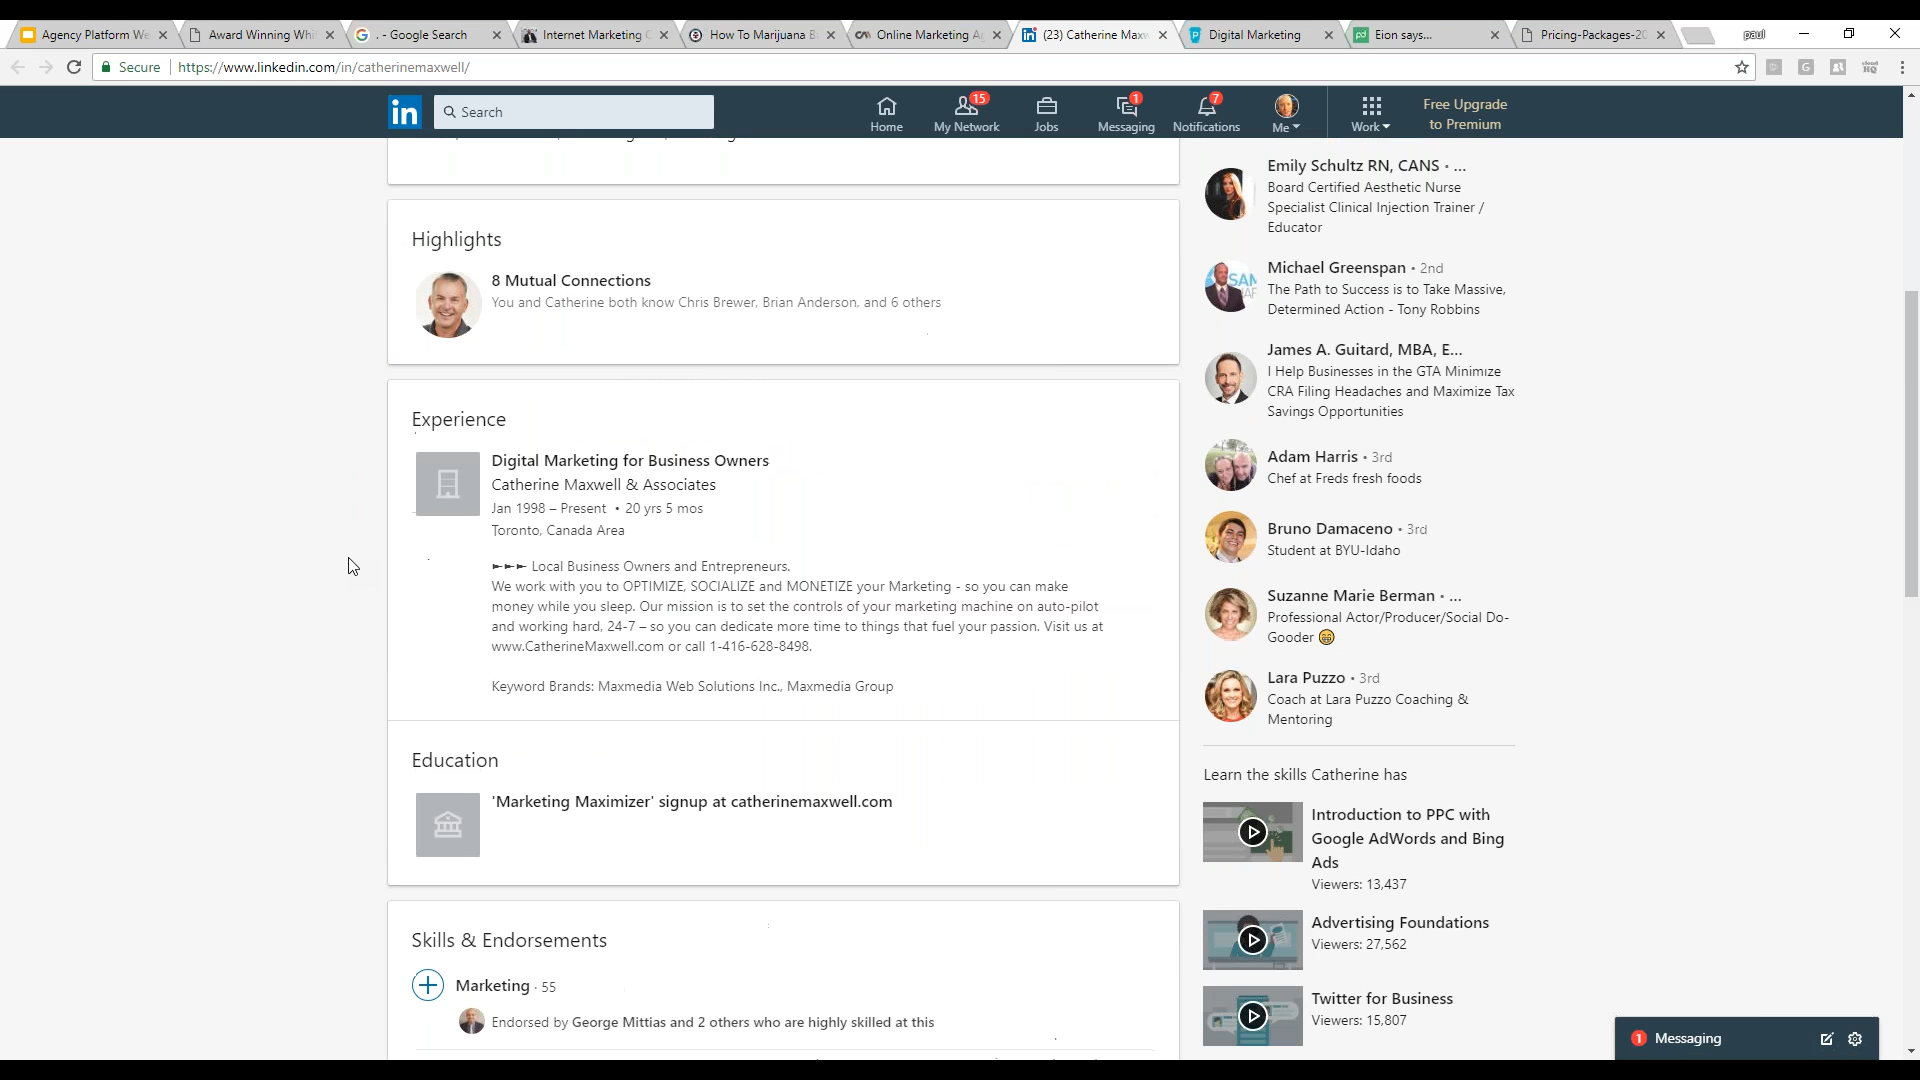 Agency Platform We
Award Winning Whi
. - Google Search
Internet Marketing C
How To Marijuana B
Online Marketing Ag
(23) Catherine Maxw
Digital Marketing
Eion says...
Pricing-Packages-20
paul
Secure
https://www.linkedin.com/in/catherinemaxwell/
in
Search
Home
15
My Network
Jobs
1
Messaging
7
Notifications
Me
Work
Free Upgrade
to Premium
Highlights
8 Mutual Connections
You and Catherine both know Chris Brewer, Brian Anderson, and 6 others
Experience
Digital Marketing for Business Owners
Catherine Maxwell & Associates
Jan 1998 – Present • 20 yrs 5 mos
Toronto, Canada Area
►►► Local Business Owners and Entrepreneurs.
We work with you to OPTIMIZE, SOCIALIZE and MONETIZE your Marketing - so you can make
money while you sleep. Our mission is to set the controls of your marketing machine on auto-pilot
and working hard, 24-7 – so you can dedicate more time to things that fuel your passion. Visit us at
www.CatherineMaxwell.com or call 1-416-628-8498.
Keyword Brands: Maxmedia Web Solutions Inc., Maxmedia Group
Education
'Marketing Maximizer' signup at catherinemaxwell.com
Skills & Endorsements
Marketing · 55
Endorsed by George Mittias and 2 others who are highly skilled at this
Emily Schultz RN, CANS • ...
Board Certified Aesthetic Nurse
Specialist Clinical Injection Trainer /
Educator
Michael Greenspan • 2nd
The Path to Success is to Take Massive,
Determined Action - Tony Robbins
James A. Guitard, MBA, E...
I Help Businesses in the GTA Minimize
CRA Filing Headaches and Maximize Tax
Savings Opportunities
Adam Harris • 3rd
Chef at Freds fresh foods
Bruno Damaceno • 3rd
Student at BYU-Idaho
Suzanne Marie Berman • ...
Professional Actor/Producer/Social Do-
Gooder 😁
Lara Puzzo • 3rd
Coach at Lara Puzzo Coaching &
Mentoring
Learn the skills Catherine has
Introduction to PPC with
Google AdWords and Bing
Ads
Viewers: 13,437
Advertising Foundations
Viewers: 27,562
Twitter for Business
Viewers: 15,807
1 Messaging